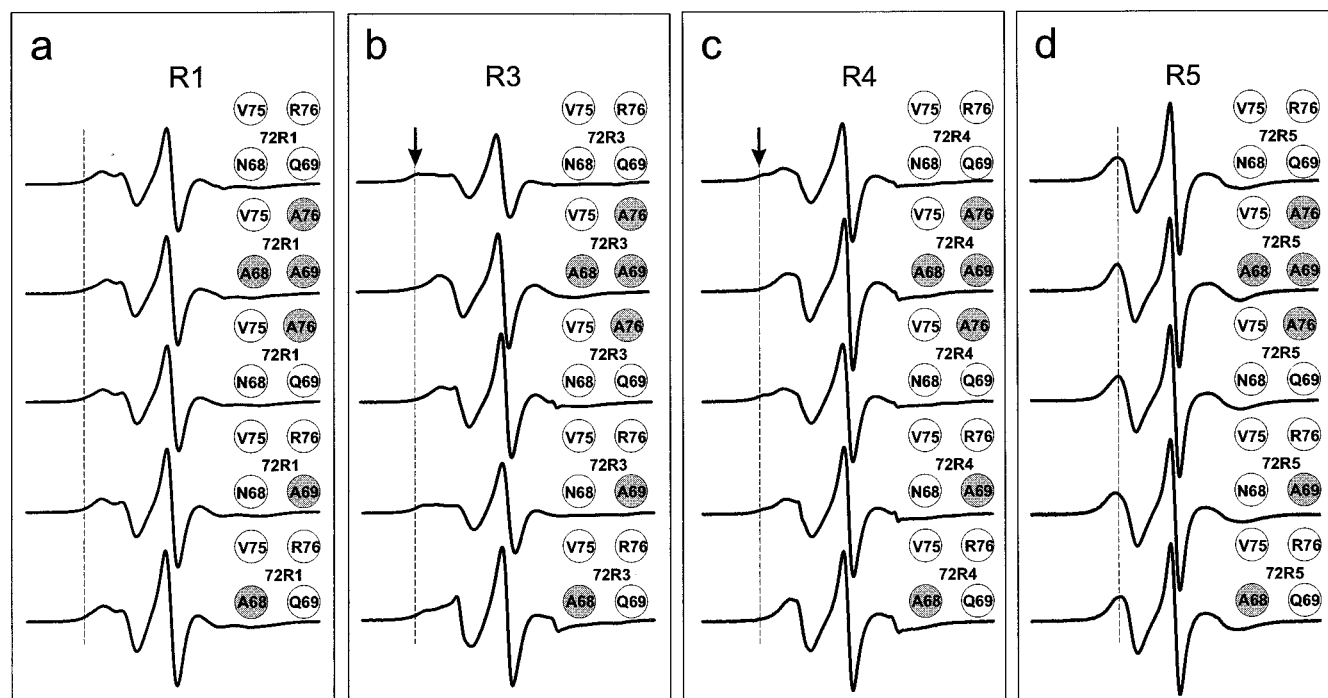 a
R1
V75 R76
72R1
N68 Q69
V75 A76
72R1
A68 A69
V75 A76
72R1
N68 Q69
V75 R76
72R1
N68 A69
V75 R76
72R1
A68 Q69
b
R3
V75 R76
72R3
N68 Q69
V75 A76
72R3
A68 A69
V75 A76
72R3
N68 Q69
V75 R76
72R3
N68 A69
V75 R76
72R3
A68 Q69
c
R4
V75 R76
72R4
N68 Q69
V75 A76
72R4
A68 A69
V75 A76
72R4
N68 Q69
V75 R76
72R4
N68 A69
V75 R76
72R4
A68 Q69
d
R5
V75 R76
72R5
N68 Q69
V75 A76
72R5
A68 A69
V75 A76
72R5
N68 Q69
V75 R76
72R5
N68 A69
V75 R76
72R5
A68 Q69